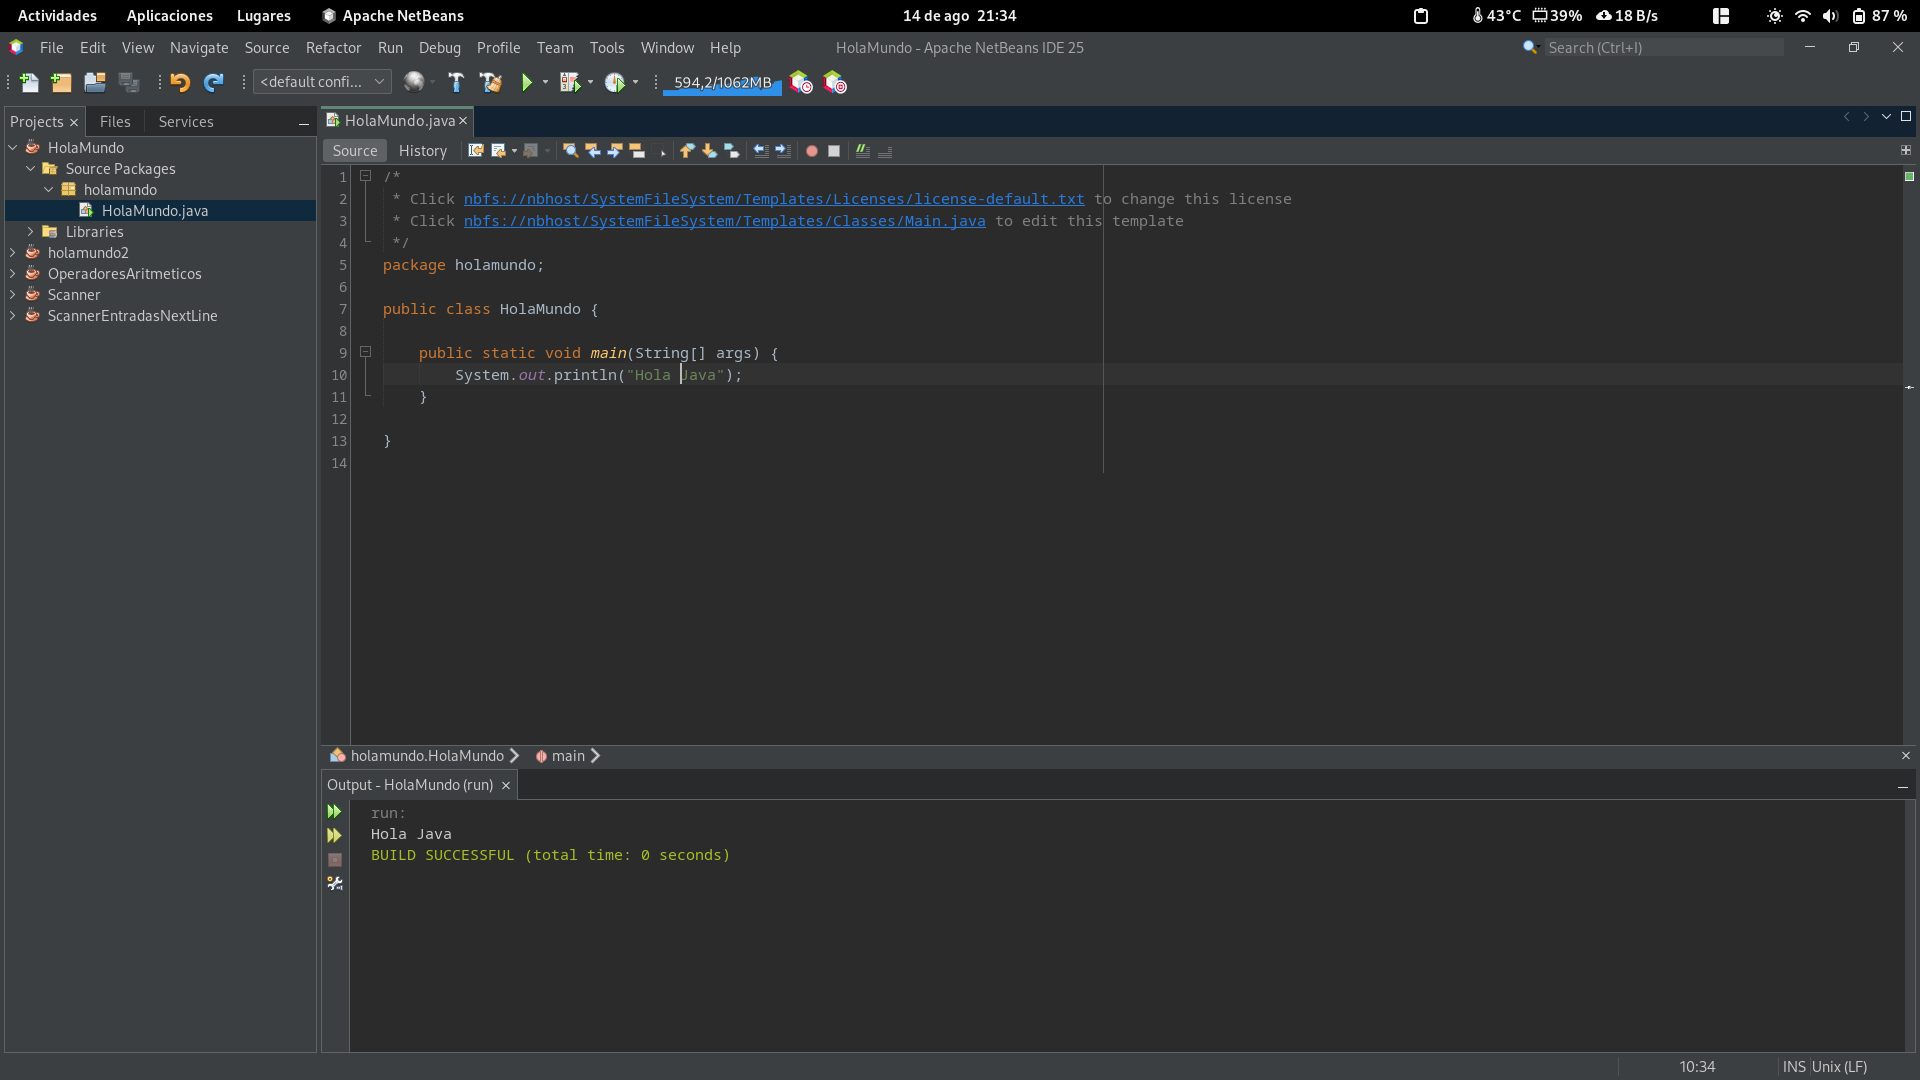 Actividades Aplicaciones Lugares Apache NetBeans 14 de ago 21:34 43°C 39% 18 B/s 87 %
File Edit View Navigate Source Refactor Run Debug Profile Team Tools Window Help HolaMundo - Apache NetBeans IDE 25 Search (Ctrl+I)
<default confi... 594,2/1062MB
Projects Files Services
HolaMundo
Source Packages
holamundo
HolaMundo.java
Libraries
holamundo2
OperadoresAritmeticos
Scanner
ScannerEntradasNextLine
HolaMundo.java
Source History
1 /*
2 * Click nbfs://nbhost/SystemFileSystem/Templates/Licenses/license-default.txt to change this license
3 * Click nbfs://nbhost/SystemFileSystem/Templates/Classes/Main.java to edit this template
4 */
5 package holamundo;
6
7 public class HolaMundo {
8
9 public static void main(String[] args) {
10 System.out.println("Hola Java");
11 }
12
13 }
14
holamundo.HolaMundo main
Output - HolaMundo (run)
run:
Hola Java
BUILD SUCCESSFUL (total time: 0 seconds)
10:34 INS Unix (LF)